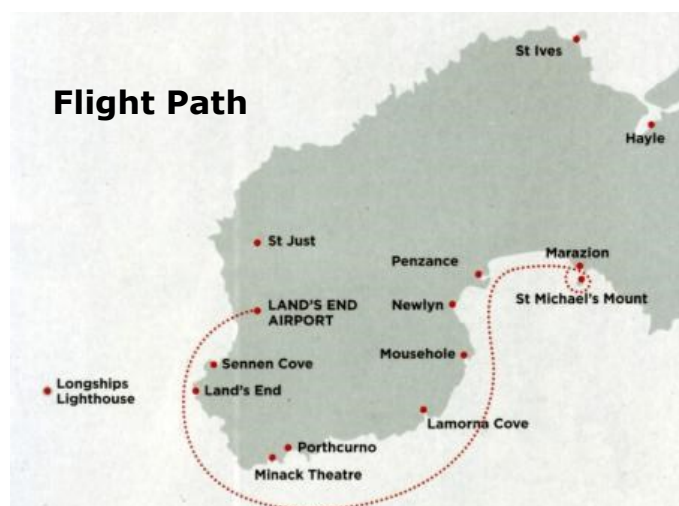 St Ives
Flight Path
Hayle
St Just
Marazion
Penzance
St Michael's Mount
LAND'S END
AIRPORT
Newlyn
Mousehole
Sennen Cove
Longships
Lighthouse
Land's End
Lamorna Cove
Porthcurno
Minack Theatre